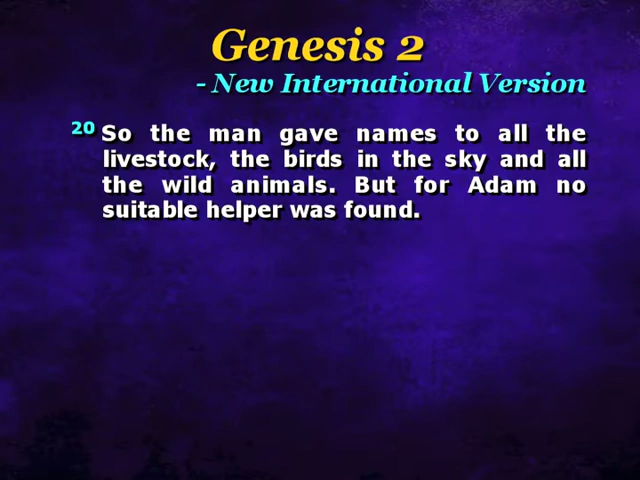 Genesis 2
- New International Version
20 So the man gave names to all the
livestock, the birds in the sky and all
the wild animals. But for Adam no
suitable helper was found.